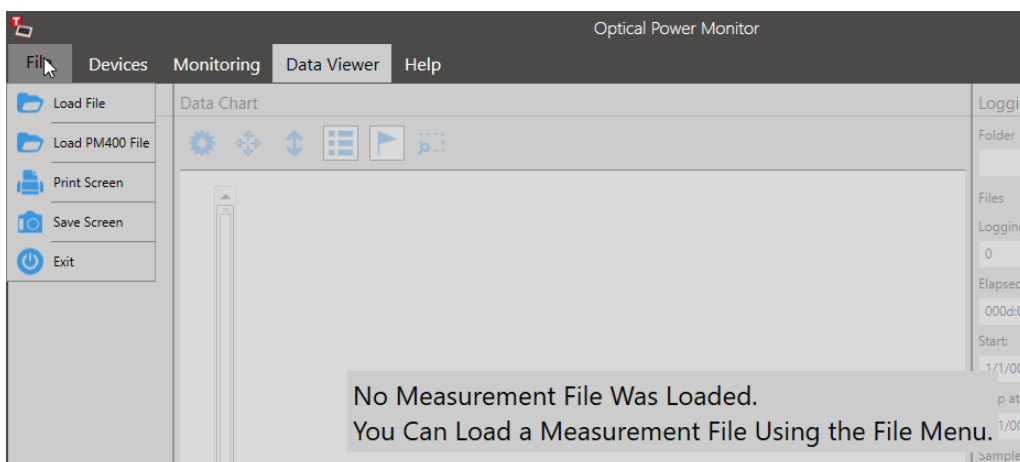 Optical Power Monitor
File Devices Monitoring Data Viewer Help
Load File
Load PM400 File
Print Screen
Save Screen
Exit
Data Chart
Folder
Files
0
Start:
No Measurement File Was Loaded.
You Can Load a Measurement File Using the File Menu.